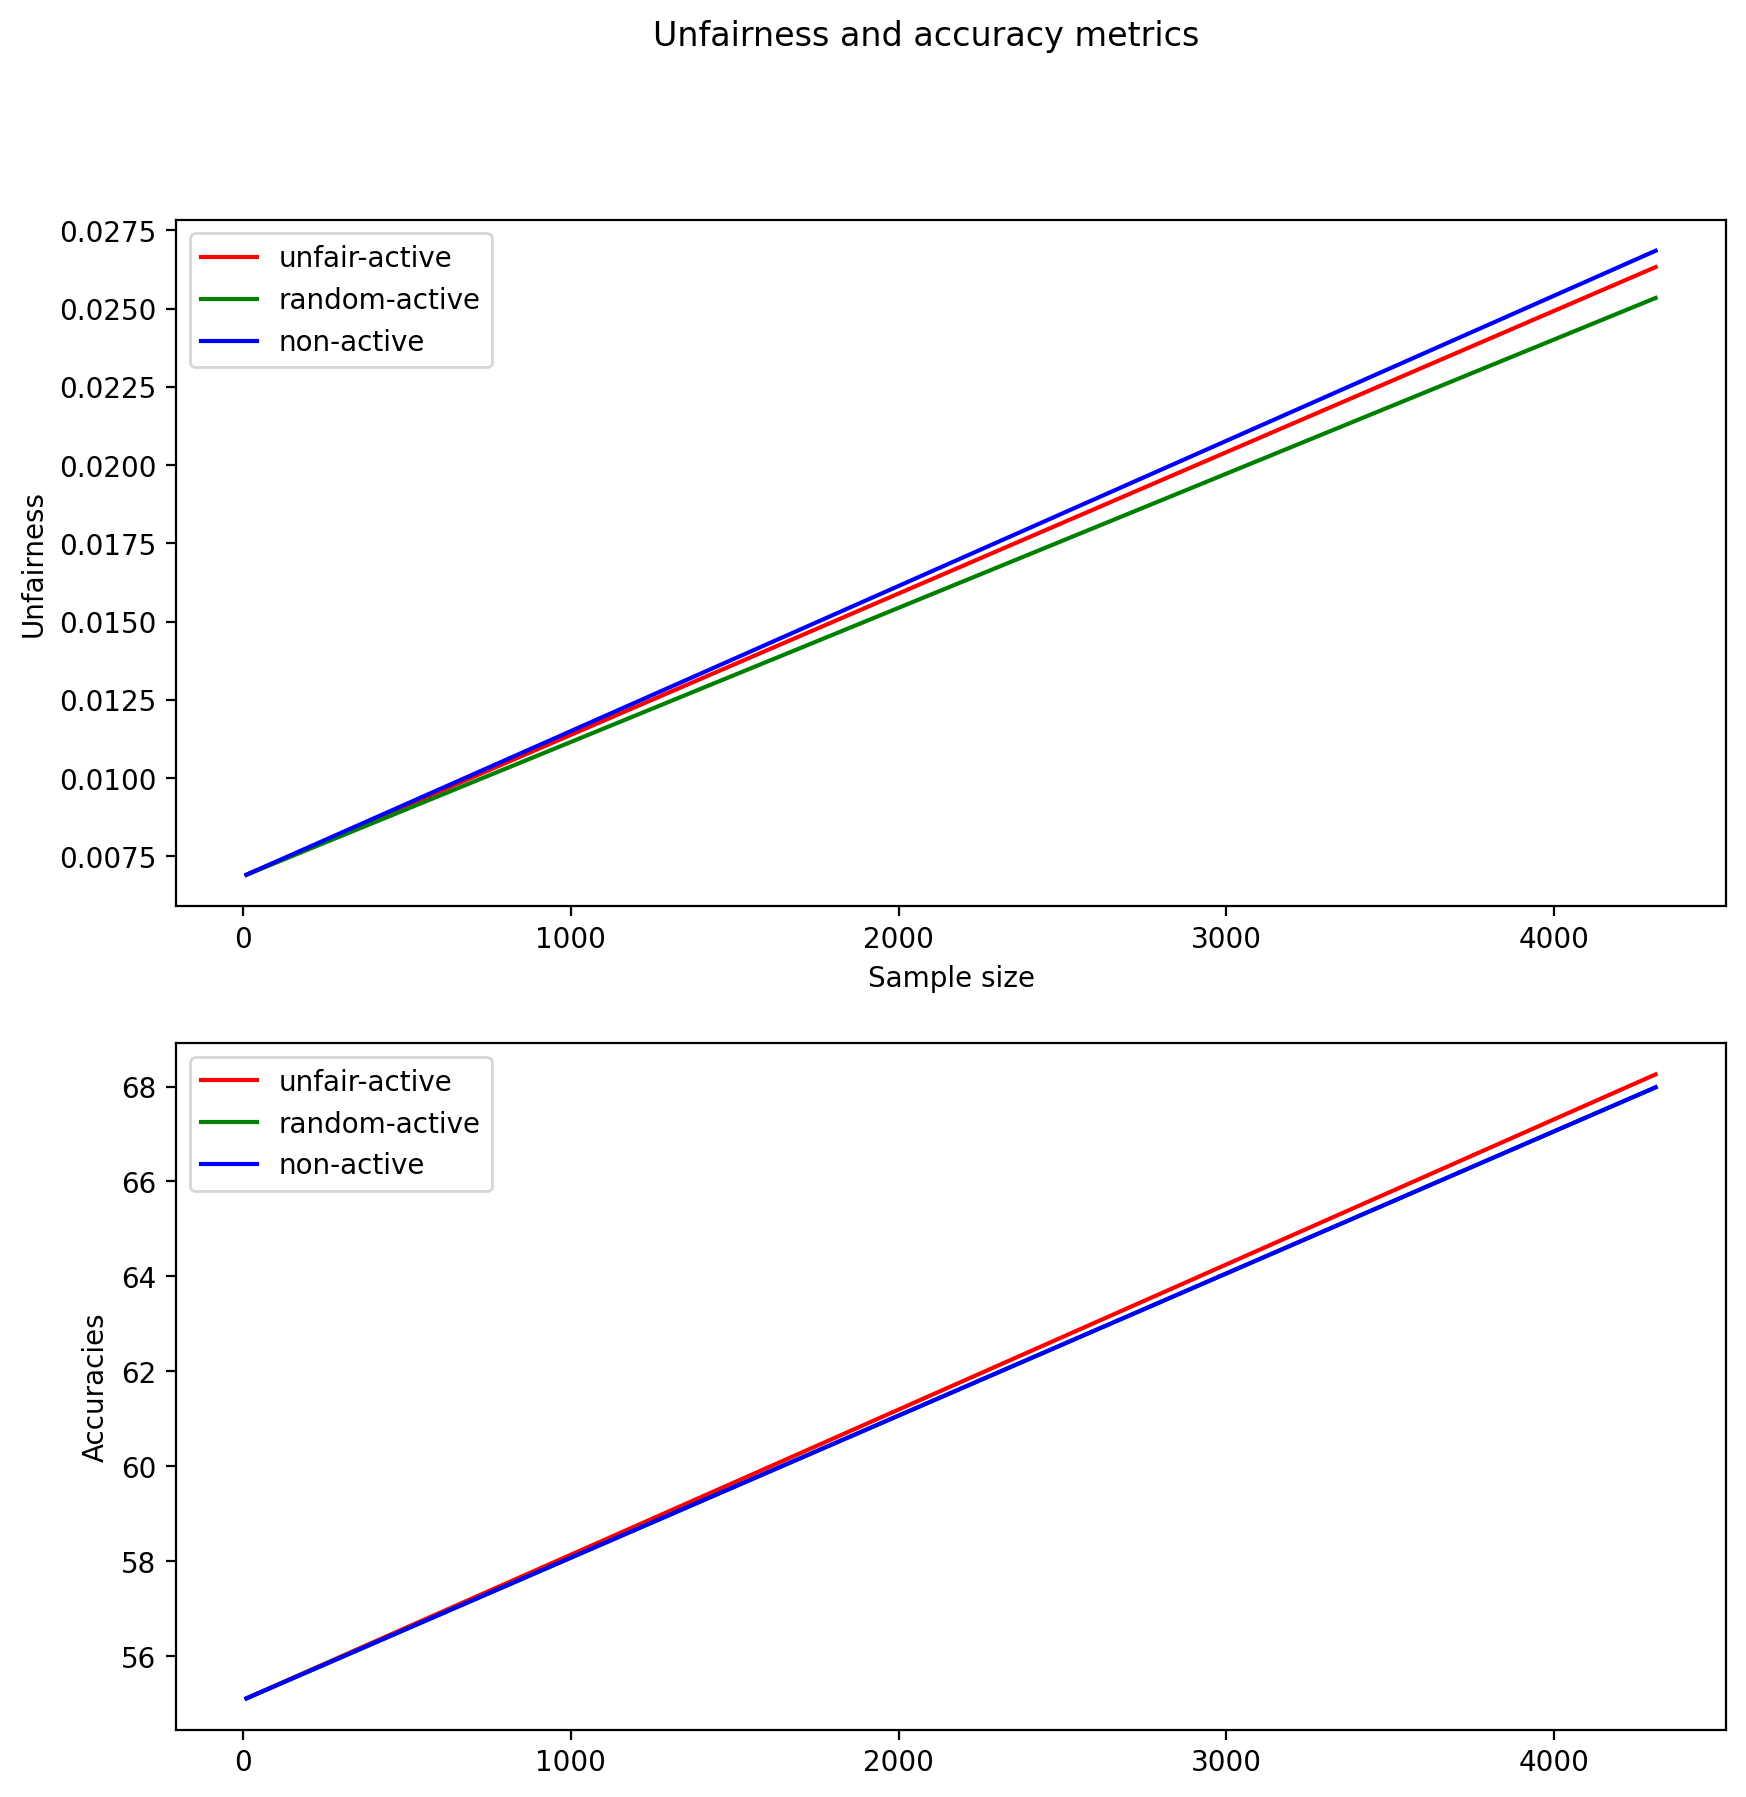 Unfairness and accuracy metrics
0.0275
0.0250
0.0225
0.0200
0.0175
0.0150
0.0125
0.0100
0.0075
Unfairness
unfair-active
random-active
non-active
0 1000 2000 3000 4000
Sample size
68
66
64
62
60
58
56
Accuracies
unfair-active
random-active
non-active
0 1000 2000 3000 4000